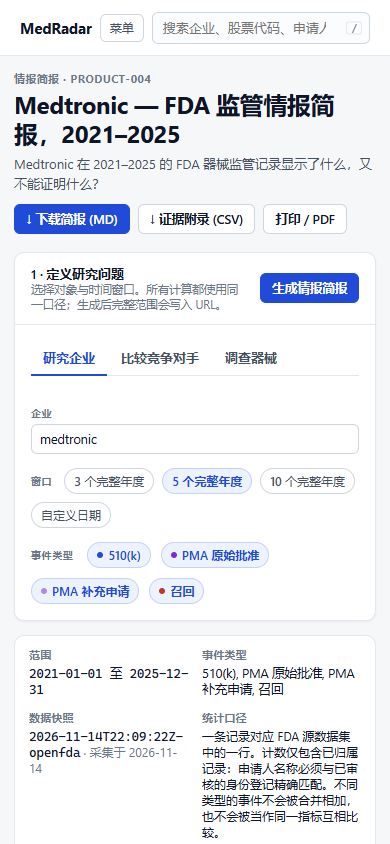 MedRadar 菜单 搜索企业、股票代码、申请人 /
情报简报 · PRODUCT-004
Medtronic — FDA 监管情报简
报，2021–2025
Medtronic 在 2021–2025 的 FDA 器械监管记录显示了什么，又
不能证明什么？
↓ 下载简报 (MD) ↓ 证据附录 (CSV) 打印 / PDF
1 · 定义研究问题
选择对象与时间窗口。所有计算都使用同
一口径；生成后完整范围会写入 URL。
生成情报简报
研究企业 比较竞争对手 调查器械
企业
medtronic
窗口 3 个完整年度 5 个完整年度 10 个完整年度
自定义日期
事件类型 510(k) PMA 原始批准
PMA 补充申请 召回
范围
2021-01-01 至 2025-12-
31
事件类型
510(k), PMA 原始批准, PMA
补充申请, 召回
数据快照
2026-11-14T22:09:22Z-
openfda · 采集于 2026-11-
14
统计口径
一条记录对应 FDA 源数据集
中的一行。计数仅包含已归属
记录：申请人名称必须与已审
核的身份登记精确匹配。不同
类型的事件不会被合并相加，
也不会被当作同一指标互相比
较。